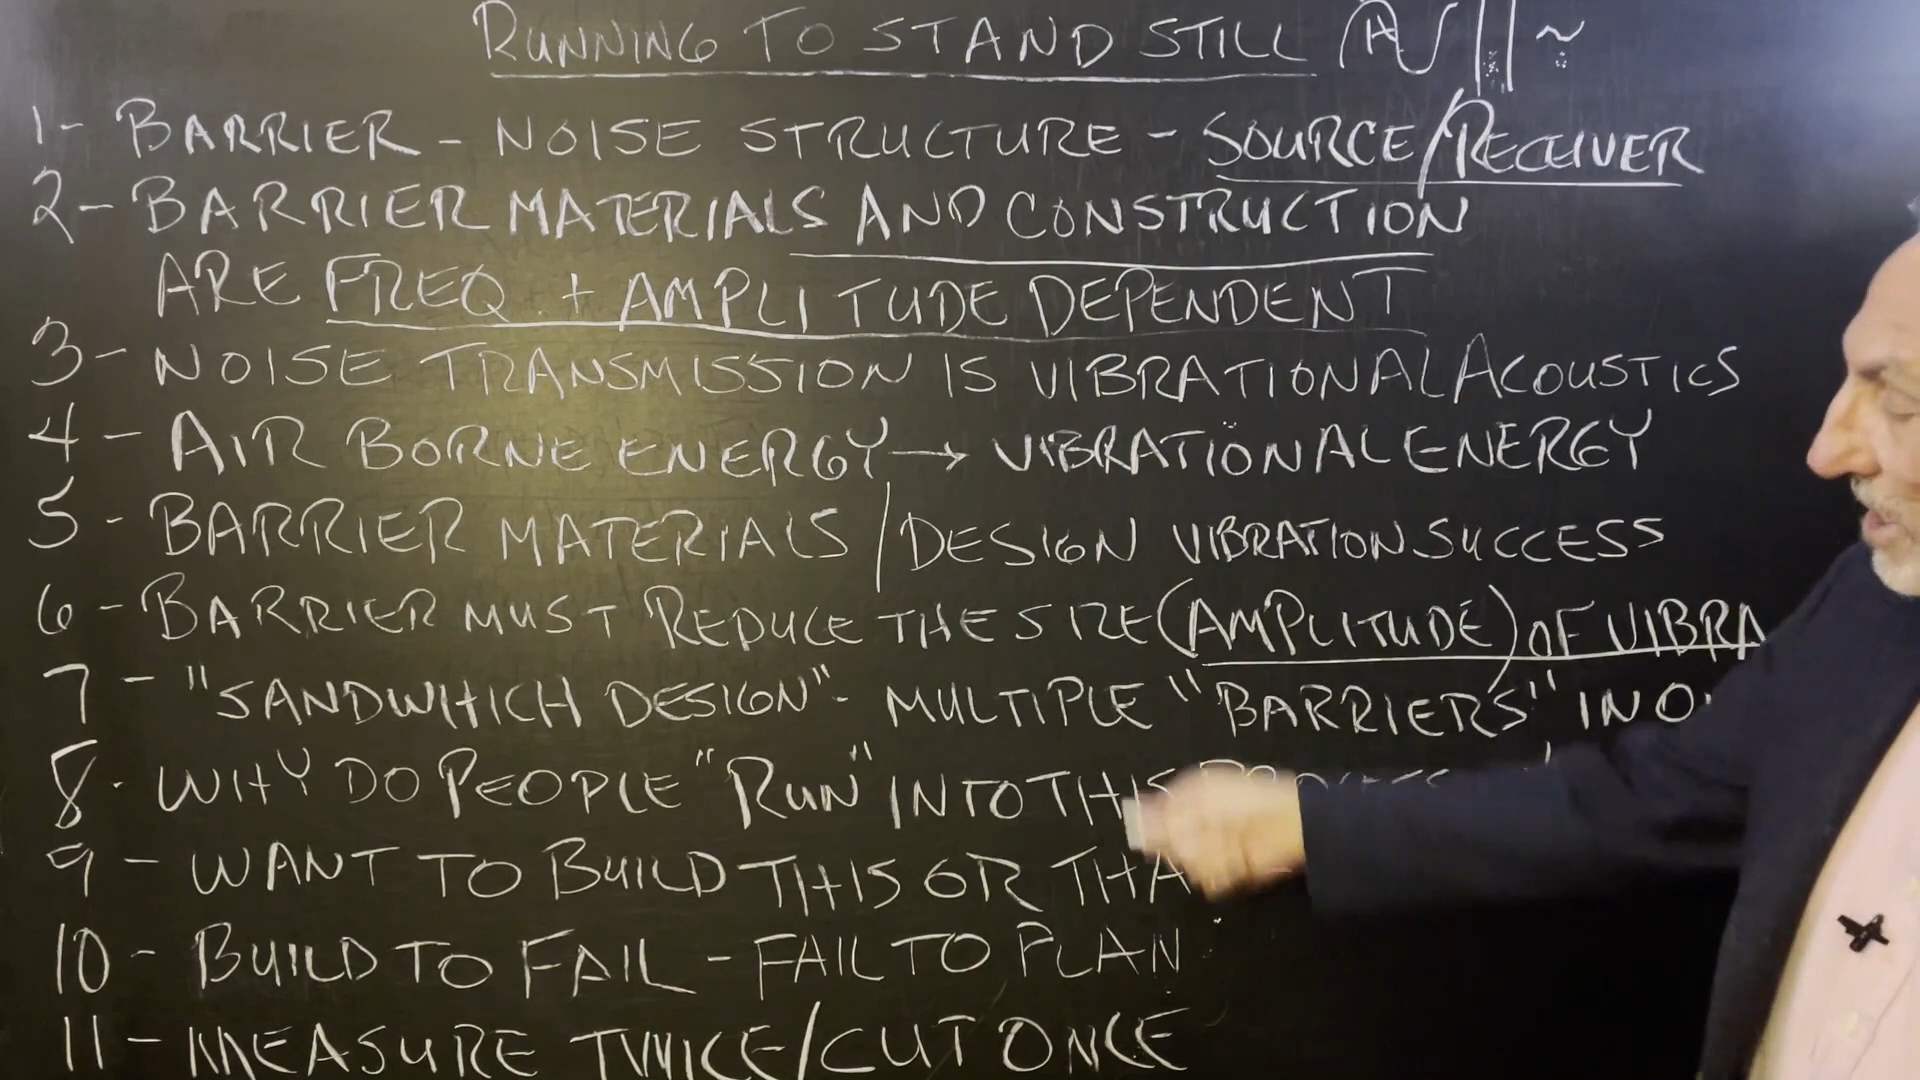 RUNNING TO STAND STILL
1- BARRIER - NOISE STRUCTURE - SOURCE/RECEIVER
2- BARRIER MATERIALS AND CONSTRUCTION
ARE FREQ. + AMPLITUDE DEPENDENT
3- NOISE TRANSMISSION IS VIBRATIONAL ACOUSTICS
4- AIR BORNE ENERGY → VIBRATIONAL ENERGY
5- BARRIER MATERIALS/DESIGN VIBRATION SUCCESS
6- BARRIER MUST REDUCE THE SIZE (AMPLITUDE) OF VIBRA
7- "SANDWHICH DESIGN" - MULTIPLE "BARRIERS" IN
8- WHY DO PEOPLE "RUN" INTO THIS
9- WANT TO BUILD THIS OR THA
10- BUILD TO FAIL - FAIL TO PLAN
11- MEASURE TWICE/CUT ONCE